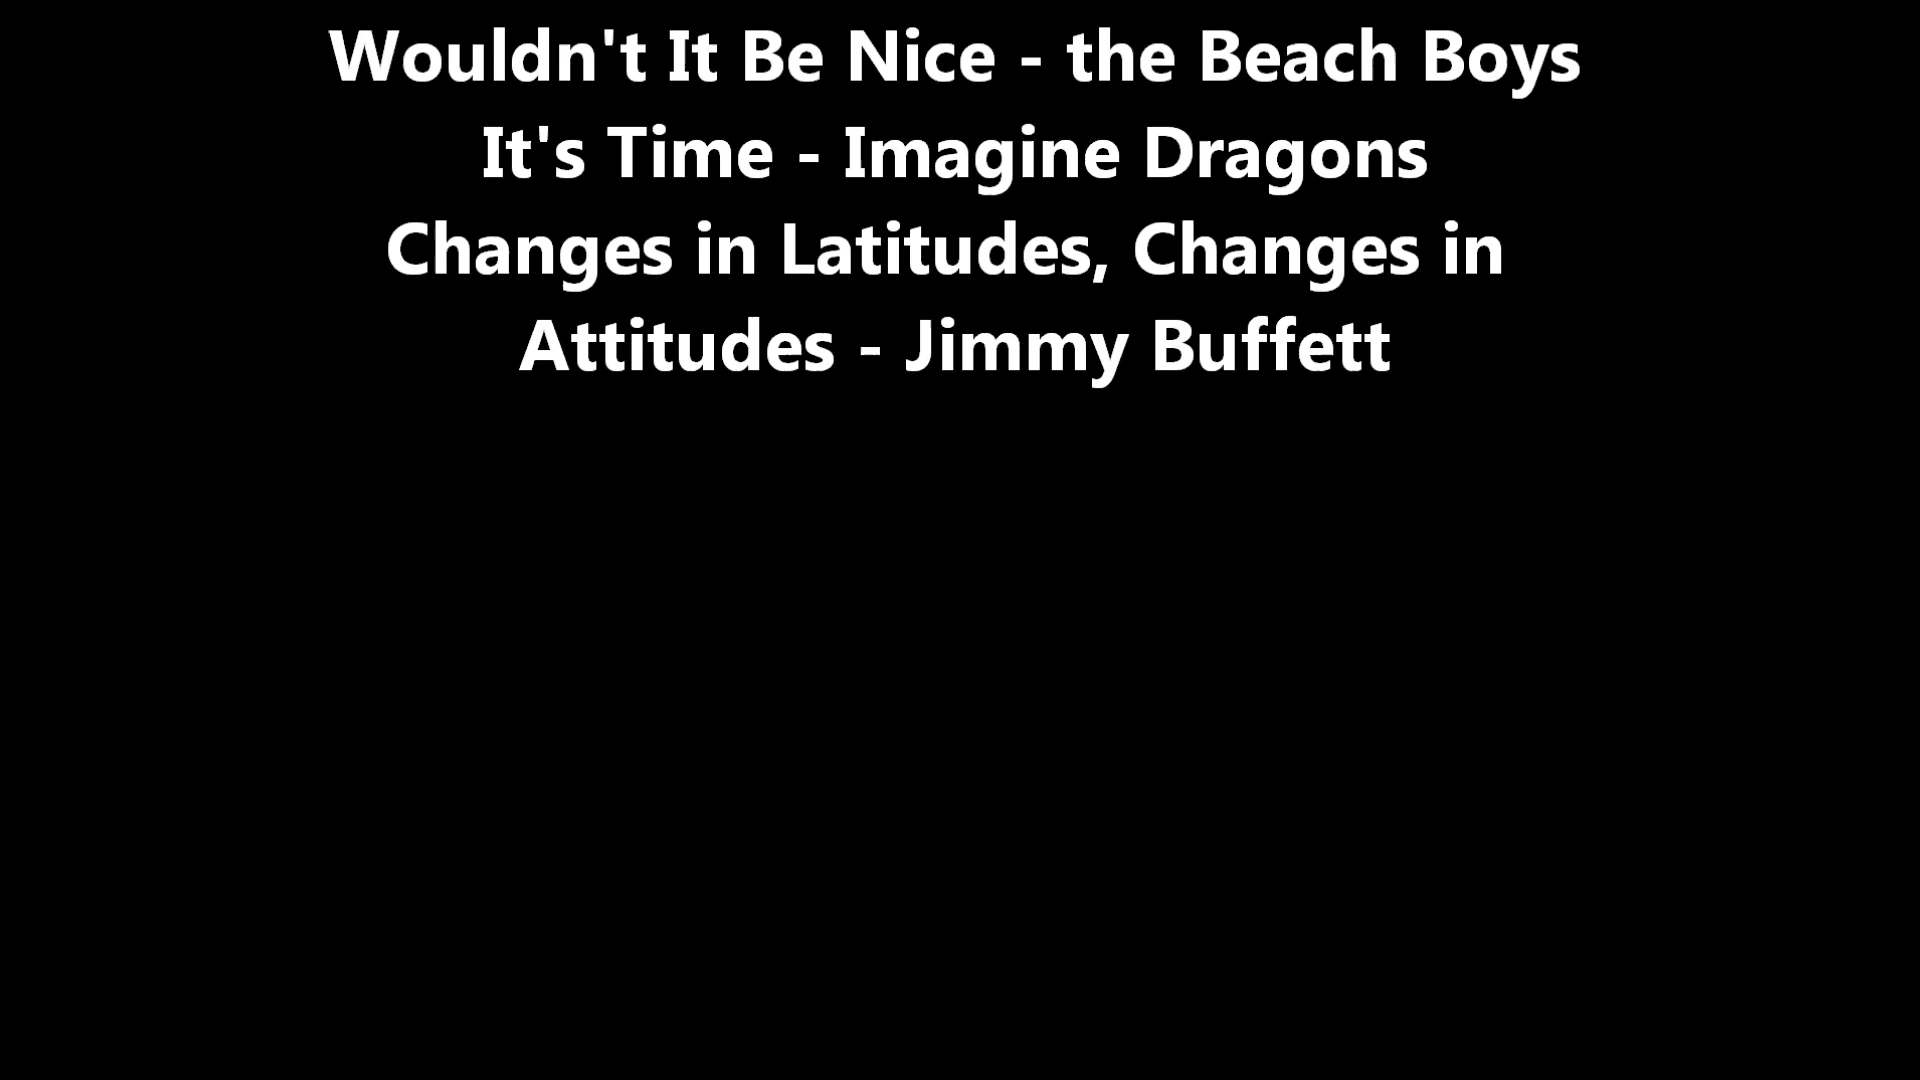 Wouldn't It Be Nice - the Beach Boys
It's Time - Imagine Dragons
Changes in Latitudes, Changes in
Attitudes - Jimmy Buffett